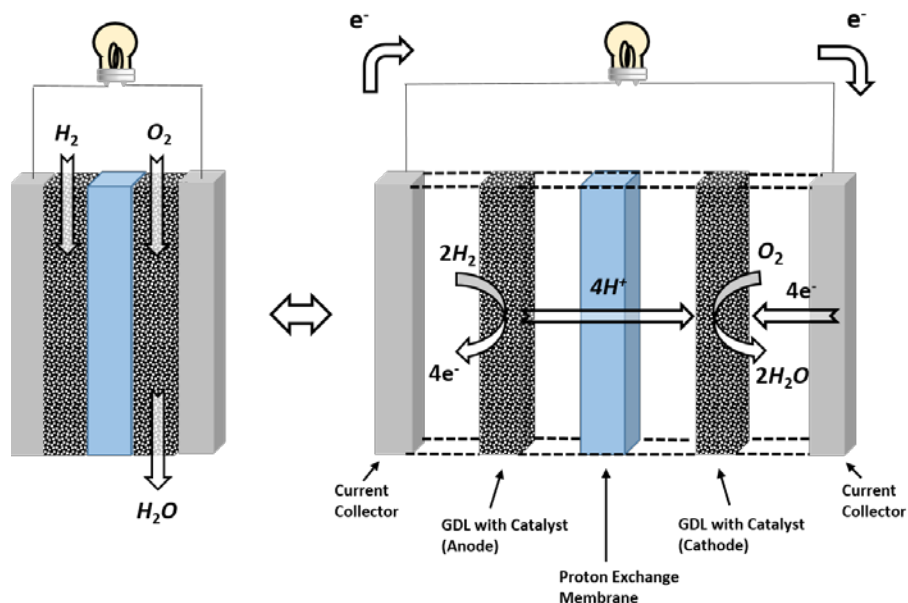 e⁻ e⁻
H₂ O₂
2H₂ 4H⁺ O₂
4e⁻
4e⁻ 2H₂O
H₂O
Current
Collector
GDL with Catalyst
(Anode)
Proton Exchange
Membrane
GDL with Catalyst
(Cathode)
Current
Collector